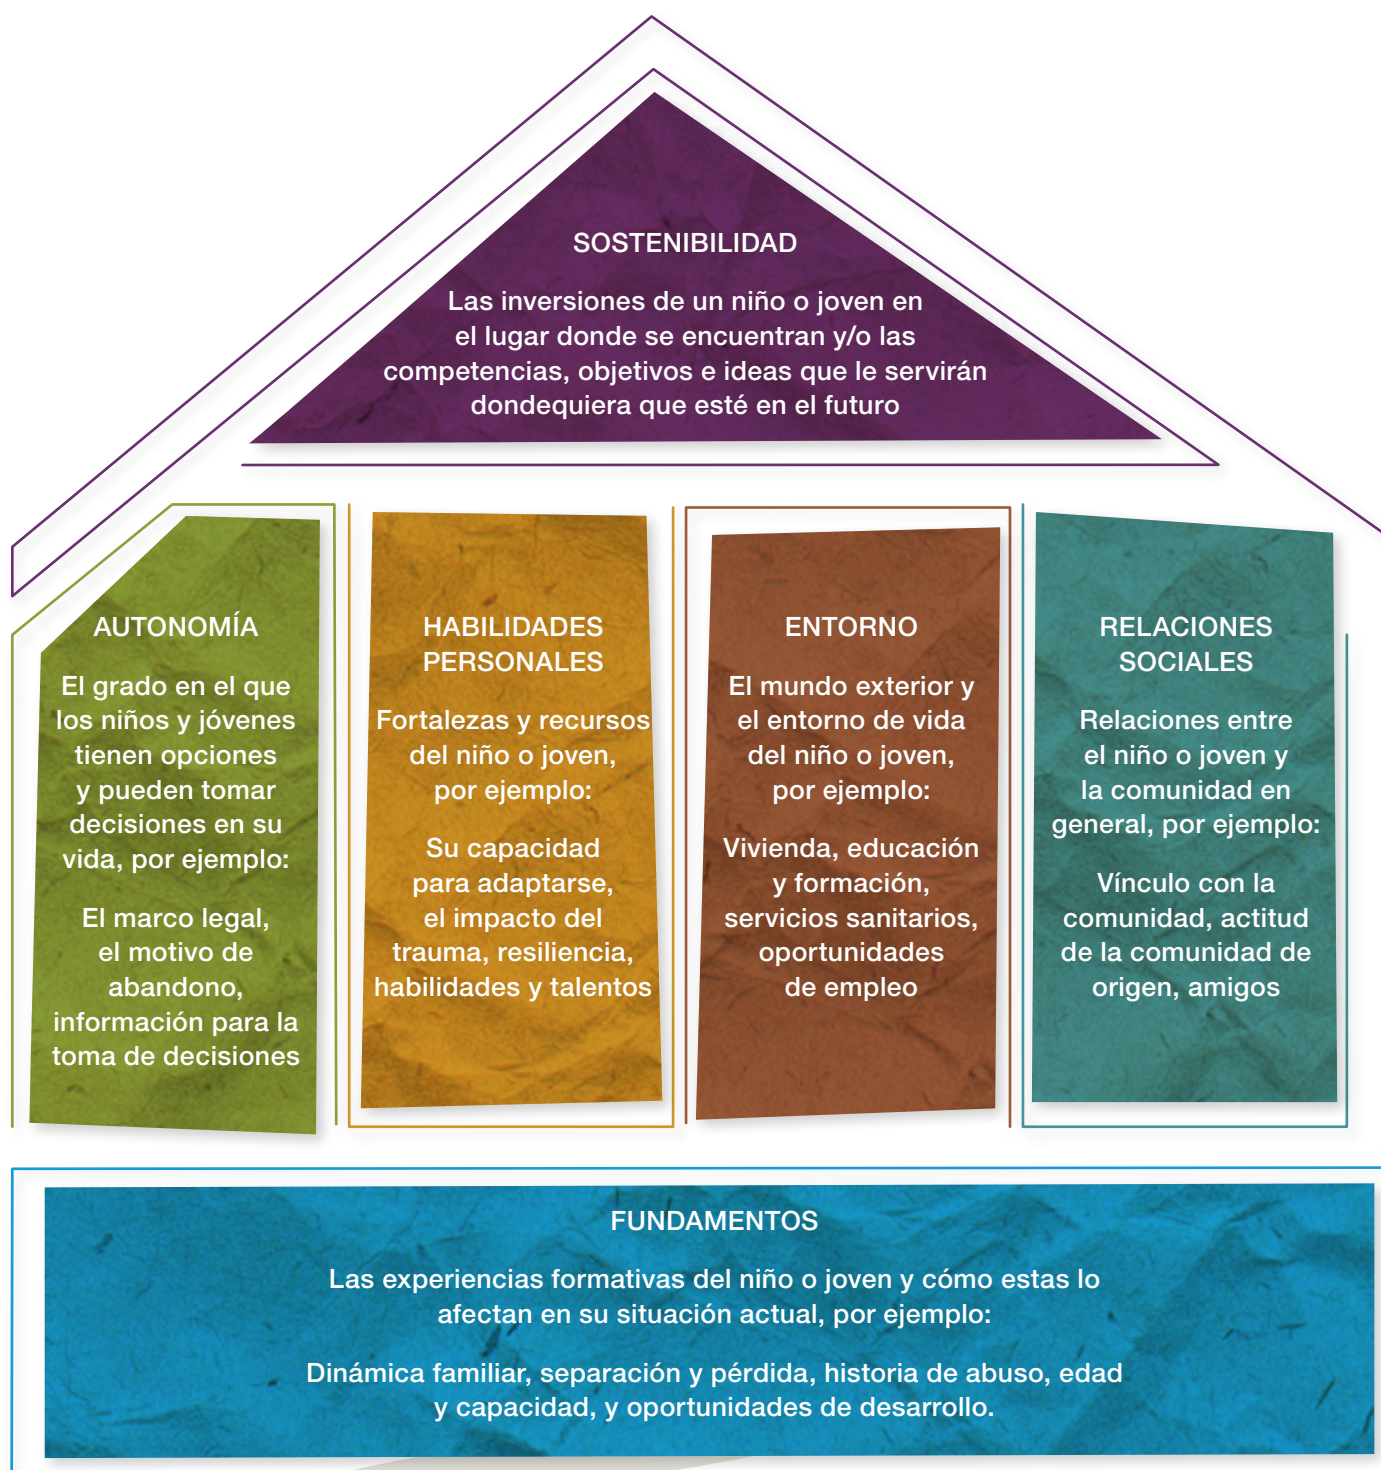 SOSTENIBILIDAD
Las inversiones de un niño o joven en
el lugar donde se encuentran y/o las
competencias, objetivos e ideas que le servirán
dondequiera que esté en el futuro
AUTONOMÍA
El grado en el que
los niños y jóvenes
tienen opciones
y pueden tomar
decisiones en su
vida, por ejemplo:
El marco legal,
el motivo de
abandono,
información para la
toma de decisiones
HABILIDADES
PERSONALES
Fortalezas y recursos
del niño o joven,
por ejemplo:
Su capacidad
para adaptarse,
el impacto del
trauma, resiliencia,
habilidades y talentos
ENTORNO
El mundo exterior y
el entorno de vida
del niño o joven,
por ejemplo:
Vivienda, educación
y formación,
servicios sanitarios,
oportunidades
de empleo
RELACIONES
SOCIALES
Relaciones entre
el niño o joven y
la comunidad en
general, por ejemplo:
Vínculo con la
comunidad, actitud
de la comunidad de
origen, amigos
FUNDAMENTOS
Las experiencias formativas del niño o joven y cómo estas lo
afectan en su situación actual, por ejemplo:
Dinámica familiar, separación y pérdida, historia de abuso, edad
y capacidad, y oportunidades de desarrollo.